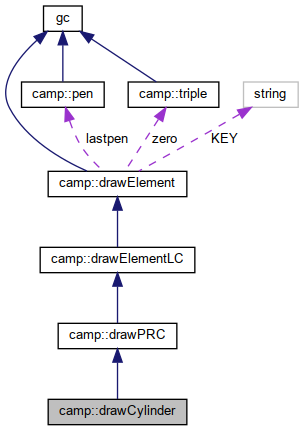 gc
camp::pen
camp::triple
string
lastpen
zero
KEY
camp::drawElement
camp::drawElementLC
camp::drawPRC
camp::drawCylinder